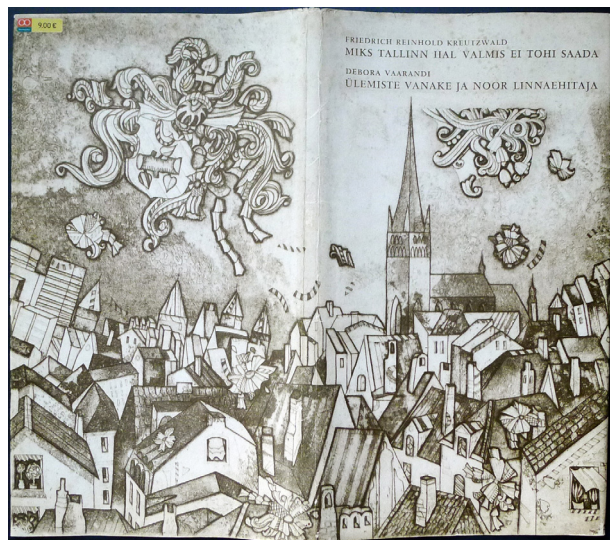 9.00 €
FRIEDRICH REINHOLD KREUTZWALD
MIKS TALLINN IIAL VALMIS EI TOHI SAADA
DEBORA VAARANDI
ÜLEMISTE VANAKE JA NOOR LINNAEHITAJA